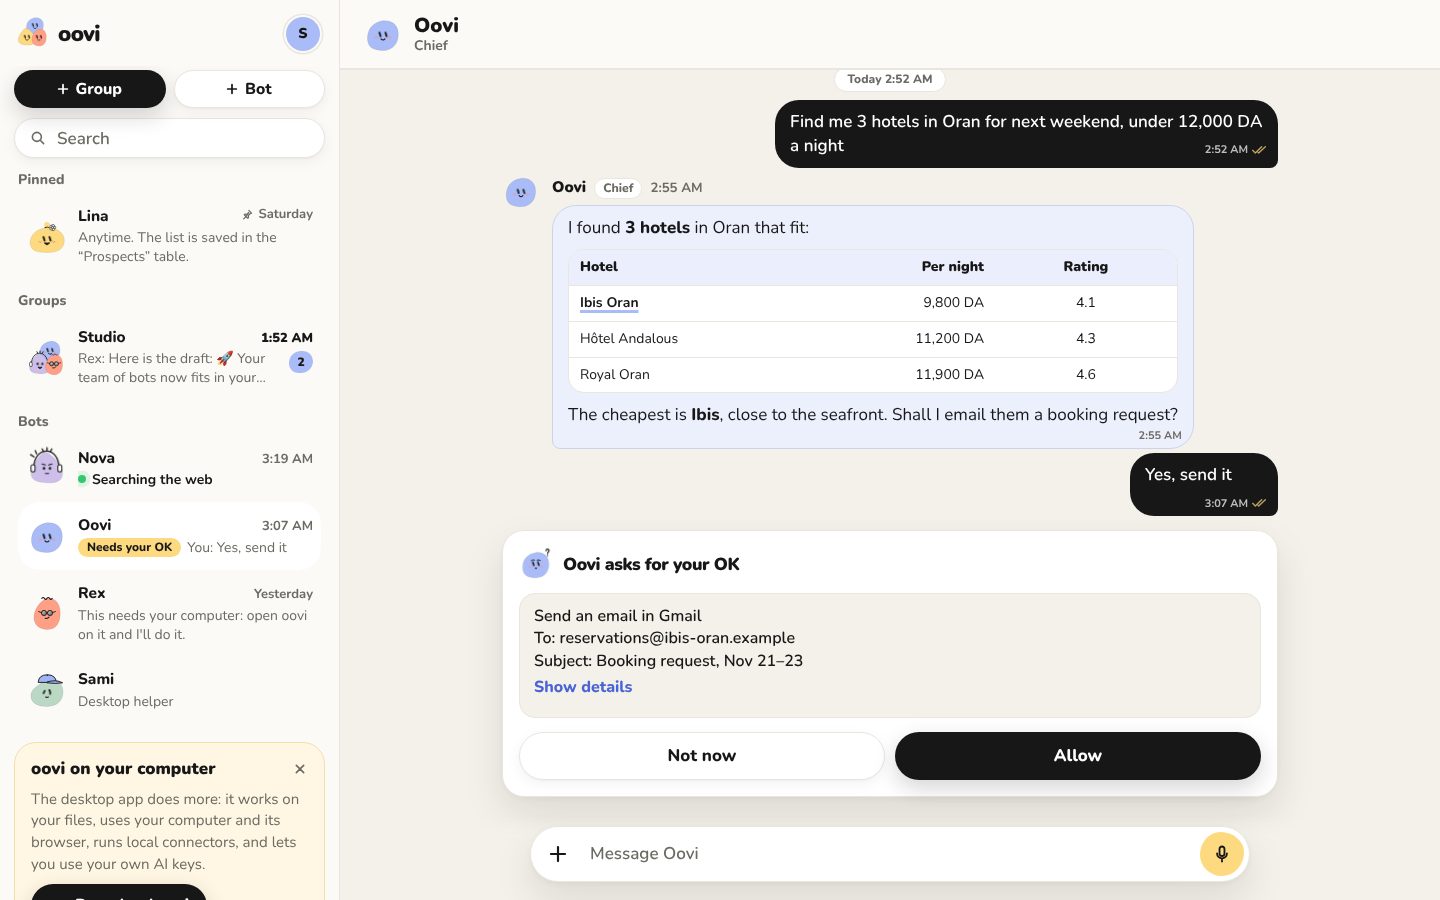 oovi
S
+ Group
+ Bot
Search
Pinned
Lina
Saturday
Anytime. The list is saved in the
“Prospects” table.
Groups
Studio
1:52 AM
Rex: Here is the draft: 🚀 Your
team of bots now fits in your...
2
Bots
Nova
3:19 AM
Searching the web
Oovi
3:07 AM
Needs your OK
You: Yes, send it
Rex
Yesterday
This needs your computer: open oovi
on it and I'll do it.
Sami
Desktop helper
oovi on your computer
The desktop app does more: it works on
your files, uses your computer and its
browser, runs local connectors, and lets
you use your own AI keys.
Oovi
Chief
Today 2:52 AM
Find me 3 hotels in Oran for next weekend, under 12,000 DA
a night
2:52 AM
Oovi Chief 2:55 AM
I found 3 hotels in Oran that fit:
Hotel Per night Rating
Ibis Oran 9,800 DA 4.1
Hôtel Andalous 11,200 DA 4.3
Royal Oran 11,900 DA 4.6
The cheapest is Ibis, close to the seafront. Shall I email them a booking request?
2:55 AM
Yes, send it
3:07 AM
Oovi asks for your OK
Send an email in Gmail
To: reservations@ibis-oran.example
Subject: Booking request, Nov 21–23
Show details
Not now
Allow
Message Oovi